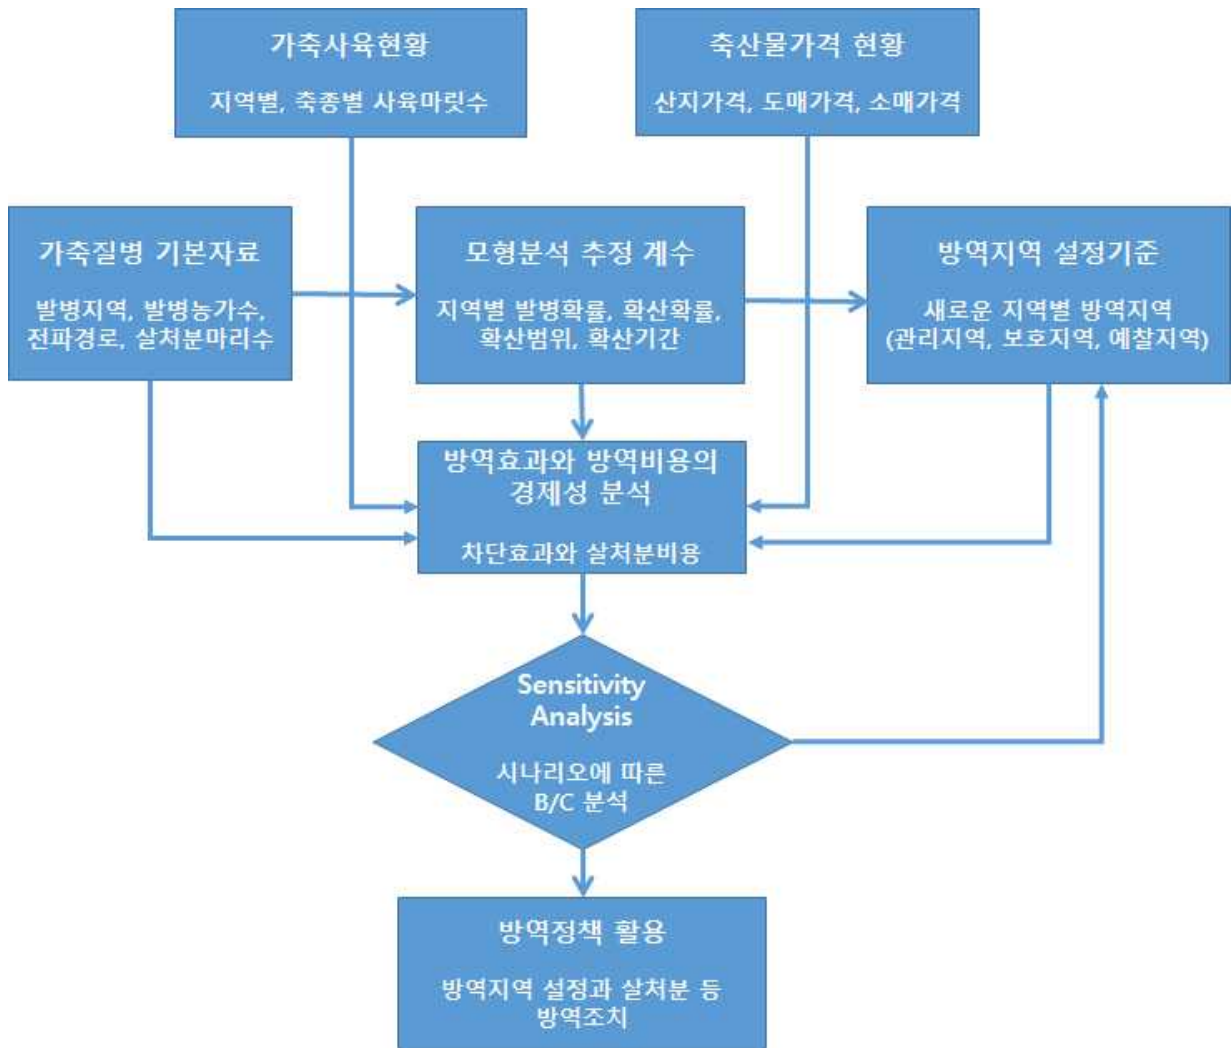 가축사육현황
지역별, 축종별 사육마릿수
축산물가격 현황
산지가격, 도매가격, 소매가격
가축질병 기본자료
발병지역, 발병농가수,
전파경로, 살처분마리수
모형분석 추정 계수
지역별 발병확률, 확산확률,
확산범위, 확산기간
방역지역 설정기준
새로운 지역별 방역지역
(관리지역, 보호지역, 예찰지역)
방역효과와 방역비용의
경제성 분석
차단효과와 살처분비용
Sensitivity
Analysis
시나리오에 따른
B/C 분석
방역정책 활용
방역지역 설정과 살처분 등
방역조치